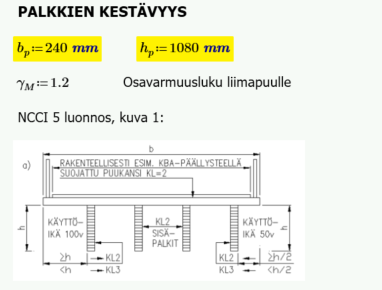 PALKKIEN KESTÄVYYS
b_p:=240 mm h_p:=1080 mm
γ_M:=1.2 Osavarmuusluku liimapuulle
NCCI 5 luonnos, kuva 1:
b
a) RAKENTEELLISESTI ESIM. KBA-PÄÄLLYSTEELLÄ
SUOJATTU PUUKANSI KL=2
h KÄYTTÖ- KL2 KÄYTTÖ- h
IKÄ 100v SISÄ- IKÄ 50v
PALKIT
≥h KL2 KL2 ≥h/2
<h KL3 KL3 <h/2